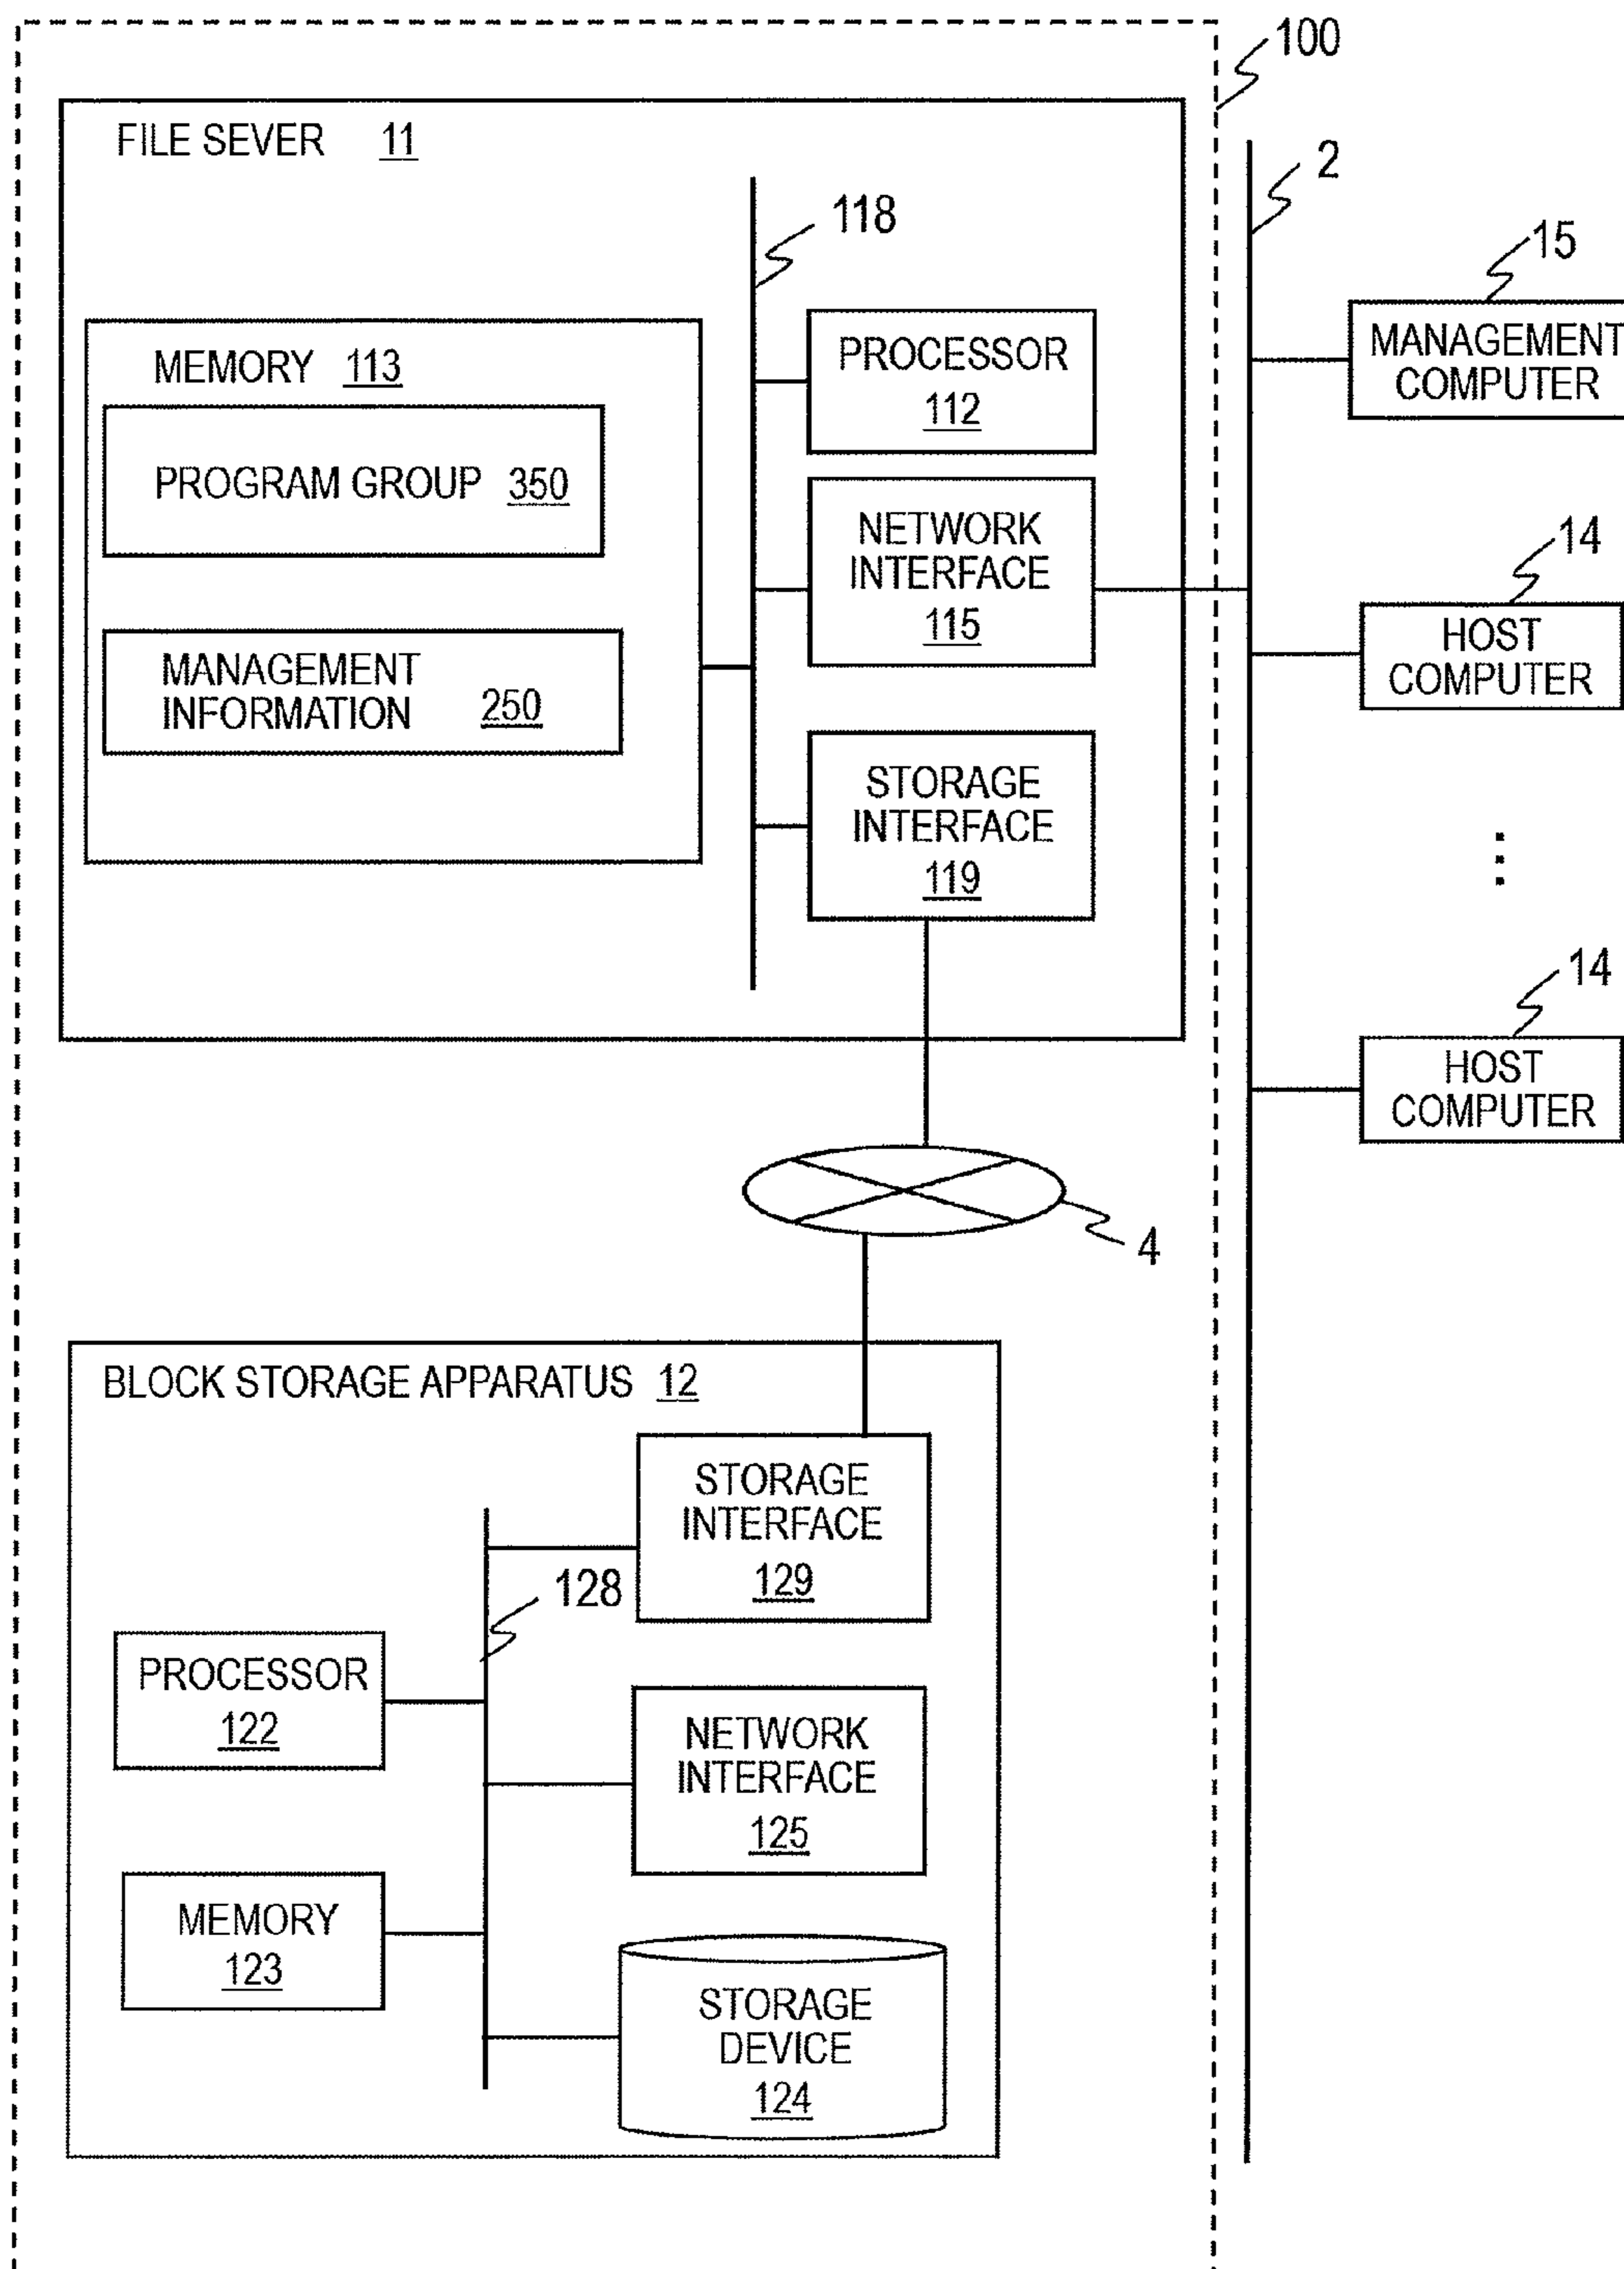 100
FILE SEVER 11
2
118
15
MEMORY 113
PROCESSOR
112
MANAGEMENT
COMPUTER
PROGRAM GROUP 350
NETWORK
INTERFACE
115
14
HOST
COMPUTER
MANAGEMENT
INFORMATION 250
STORAGE
INTERFACE
119
14
HOST
COMPUTER
4
BLOCK STORAGE APPARATUS 12
STORAGE
INTERFACE
129
128
PROCESSOR
122
NETWORK
INTERFACE
125
MEMORY
123
STORAGE
DEVICE
124